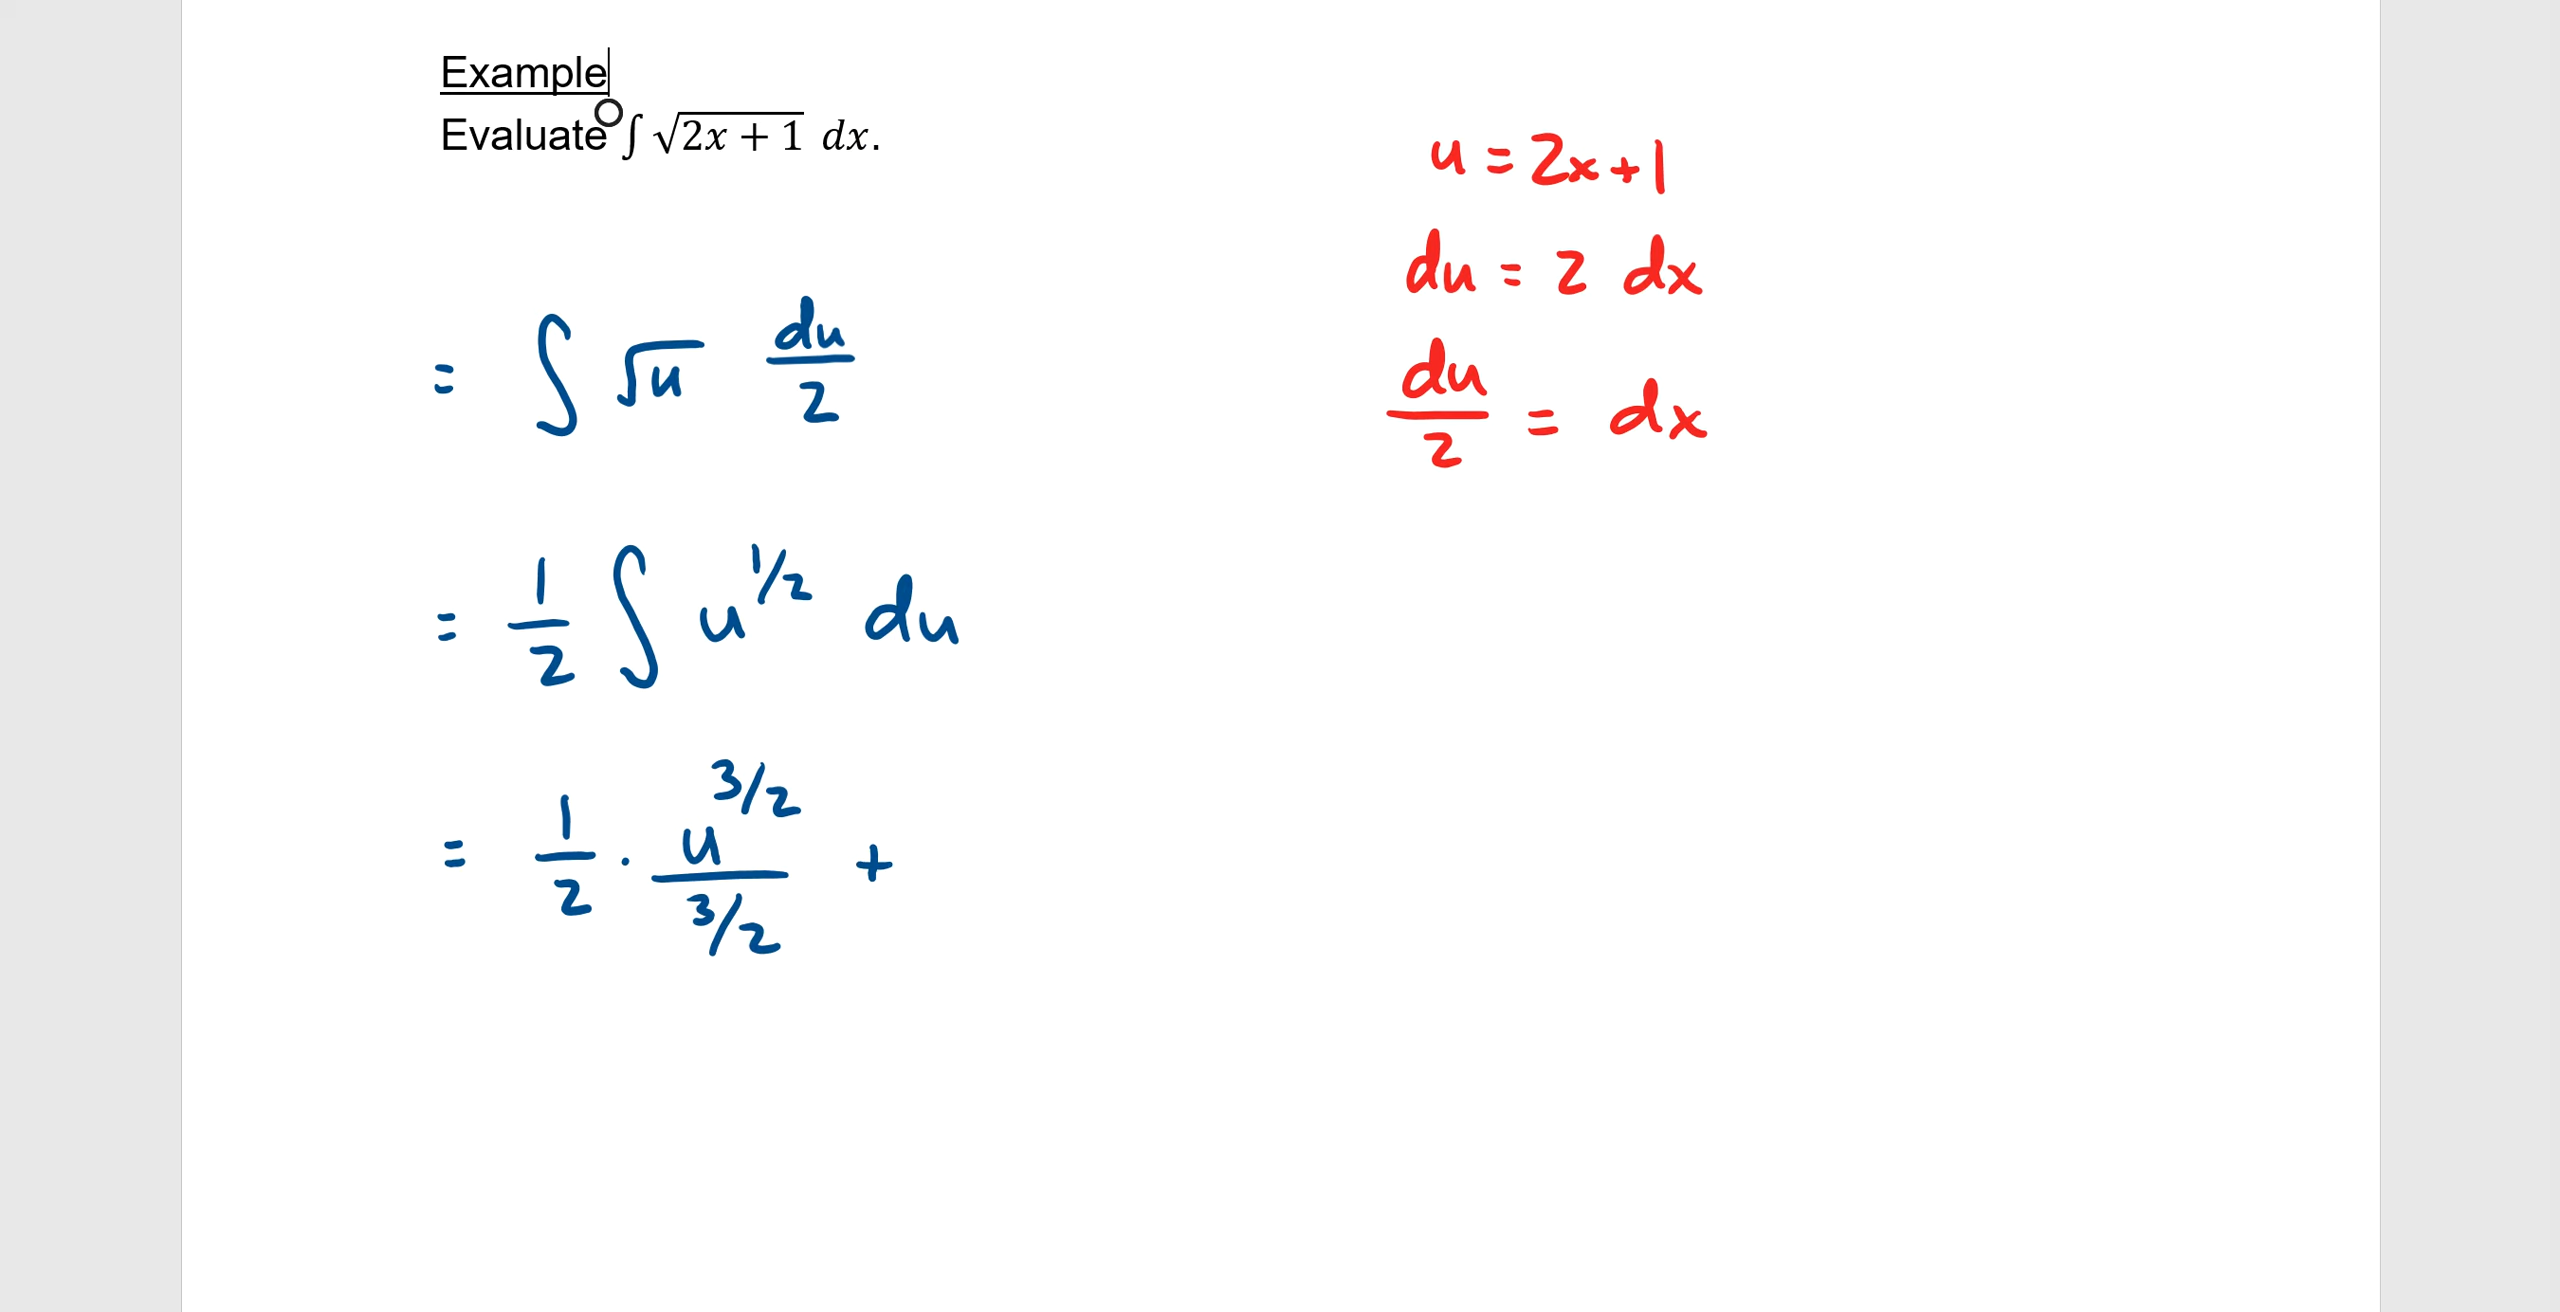 Example
Evaluate ∫ √(2x + 1) dx.
= ∫ √u du/2
= 1/2 ∫ u^(1/2) du
= 1/2 · u^(3/2)/(3/2) +
u = 2x+1
du = 2 dx
du/2 = dx